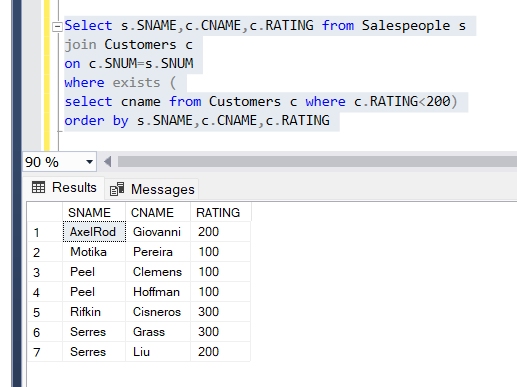 Select s.SNAME,c.CNAME,c.RATING from Salespeople s
join Customers c
on c.SNUM=s.SNUM
where exists (
select cname from Customers c where c.RATING<200)
order by s.SNAME,c.CNAME,c.RATING
90 %
Results Messages
SNAME CNAME RATING
1 AxelRod Giovanni 200
2 Motika Pereira 100
3 Peel Clemens 100
4 Peel Hoffman 100
5 Rifkin Cisneros 300
6 Serres Grass 300
7 Serres Liu 200